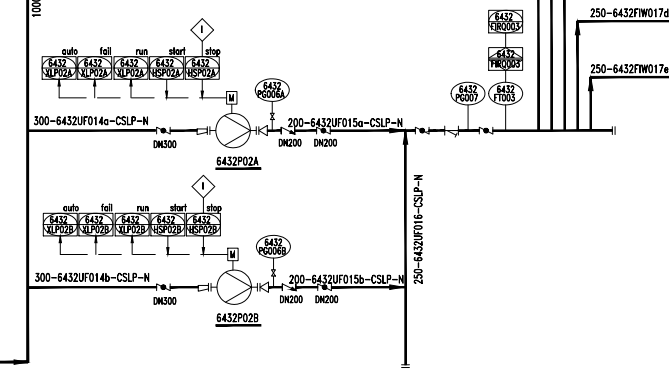 1000
6432
FIRQ003
250-6432FIW017d
I
auto fail run start stop
6432 6432 6432 6432 6432
XLP02A XLP02A XLP02A HSP02A HSP02A
6432
FIRQ003
250-6432FIW017e
M
6432
PG006A
6432
PG007
6432
FT003
300-6432UF014a-CSLP-N
200-6432UF015a-CSLP-N
DN300
DN200
DN200
6432P02A
250-6432UF016-CSLP-N
I
auto fail run start stop
6432 6432 6432 6432 6432
XLP02B XLP02B XLP02B HSP02B HSP02B
M
6432
PG006B
300-6432UF014b-CSLP-N
200-6432UF015b-CSLP-N
DN300
DN200
DN200
6432P02B